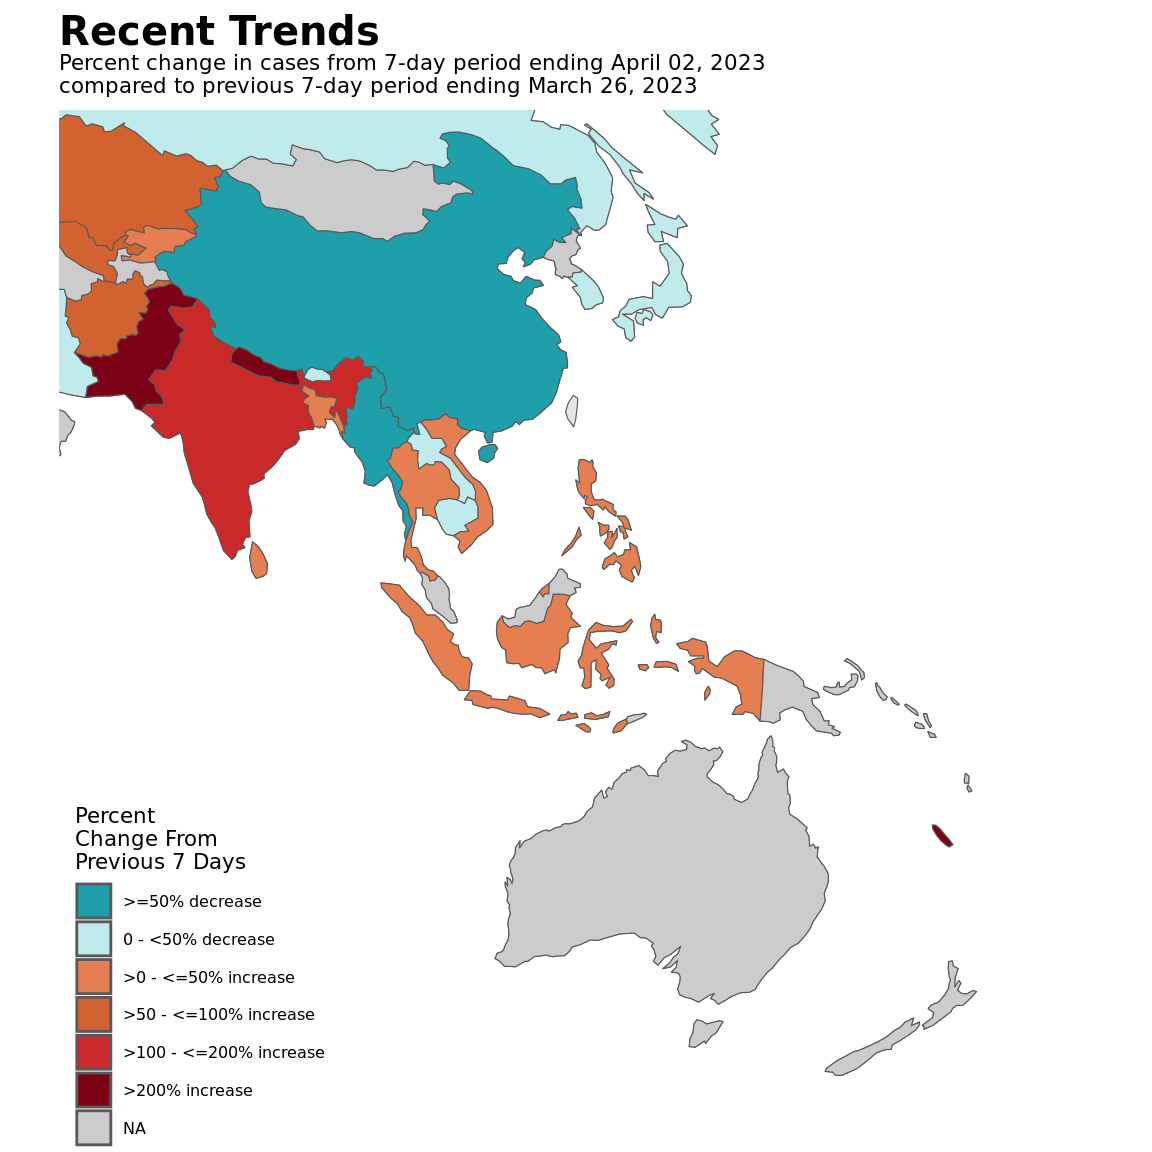 Recent Trends
Percent change in cases from 7-day period ending April 02, 2023
compared to previous 7-day period ending March 26, 2023
Percent
Change From
Previous 7 Days
>=50% decrease
0 - <50% decrease
>0 - <=50% increase
>50 - <=100% increase
>100 - <=200% increase
>200% increase
NA